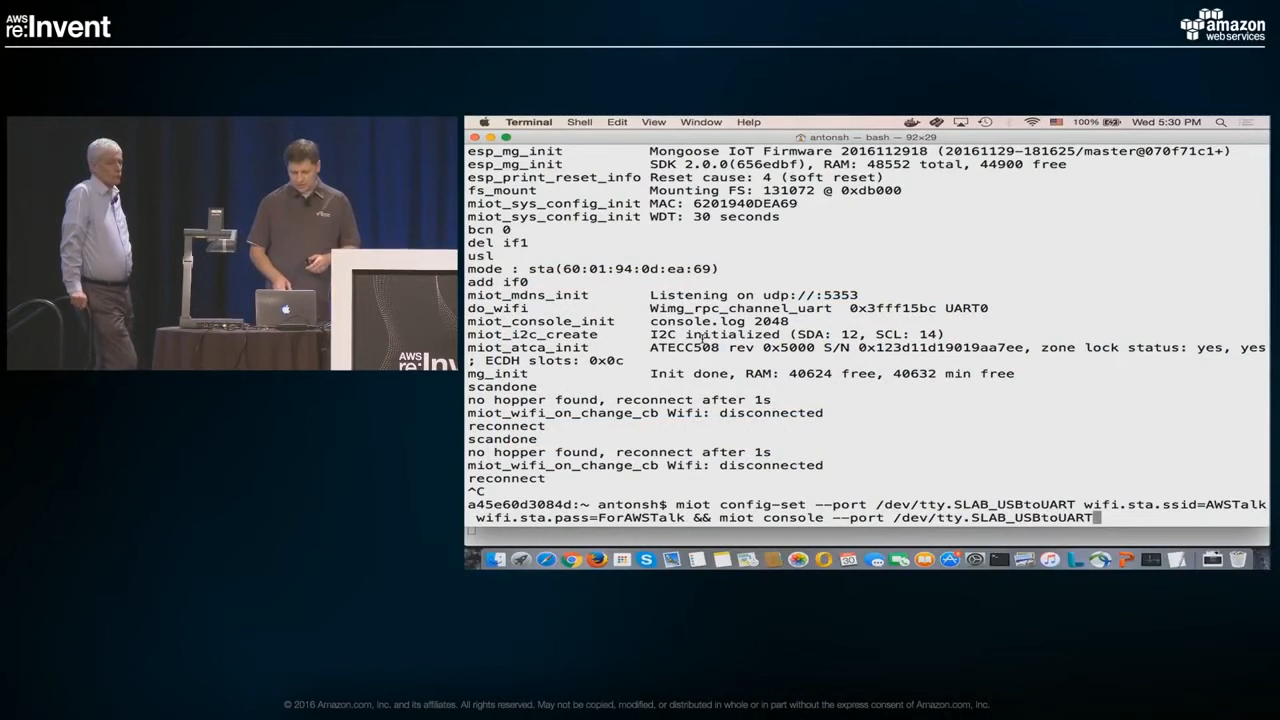 AWS
re:Invent
amazon
webservices
Terminal Shell Edit View Window Help 100% Wed 5:30 PM
antonsh — bash — 92×29
esp_mg_init Mongoose IoT Firmware 2016112918 (20161129-181625/master@070f71c1+)
esp_mg_init SDK 2.0.0(656edbf), RAM: 48552 total, 44900 free
esp_print_reset_info Reset cause: 4 (soft reset)
fs_mount Mounting FS: 131072 @ 0xdb000
miot_sys_config_init MAC: 6201940DEA69
miot_sys_config_init WDT: 30 seconds
bcn 0
del if1
usl
mode : sta(60:01:94:0d:ea:69)
add if0
miot_mdns_init Listening on udp://:5353
do_wifi Wimg_rpc_channel_uart 0x3fff15bc UART0
miot_console_init console.log 2048
miot_i2c_create I2C initialized (SDA: 12, SCL: 14)
miot_atca_init ATECC508 rev 0x5000 S/N 0x123d11d19019aa7ee, zone lock status: yes, yes
; ECDH slots: 0x0c
mg_init Init done, RAM: 40624 free, 40632 min free
scandone
no hopper found, reconnect after 1s
miot_wifi_on_change_cb Wifi: disconnected
reconnect
scandone
no hopper found, reconnect after 1s
miot_wifi_on_change_cb Wifi: disconnected
reconnect
^C
a45e60d3084d:~ antonsh$ miot config-set --port /dev/tty.SLAB_USBtoUART wifi.sta.ssid=AWSTalk
wifi.sta.pass=ForAWSTalk && miot console --port /dev/tty.SLAB_USBtoUART
AWS
re:Inv
© 2016 Amazon.com, Inc. and its affiliates. All rights reserved. May not be copied, modified, or distributed in whole or in part without the express consent of Amazon.com, Inc.